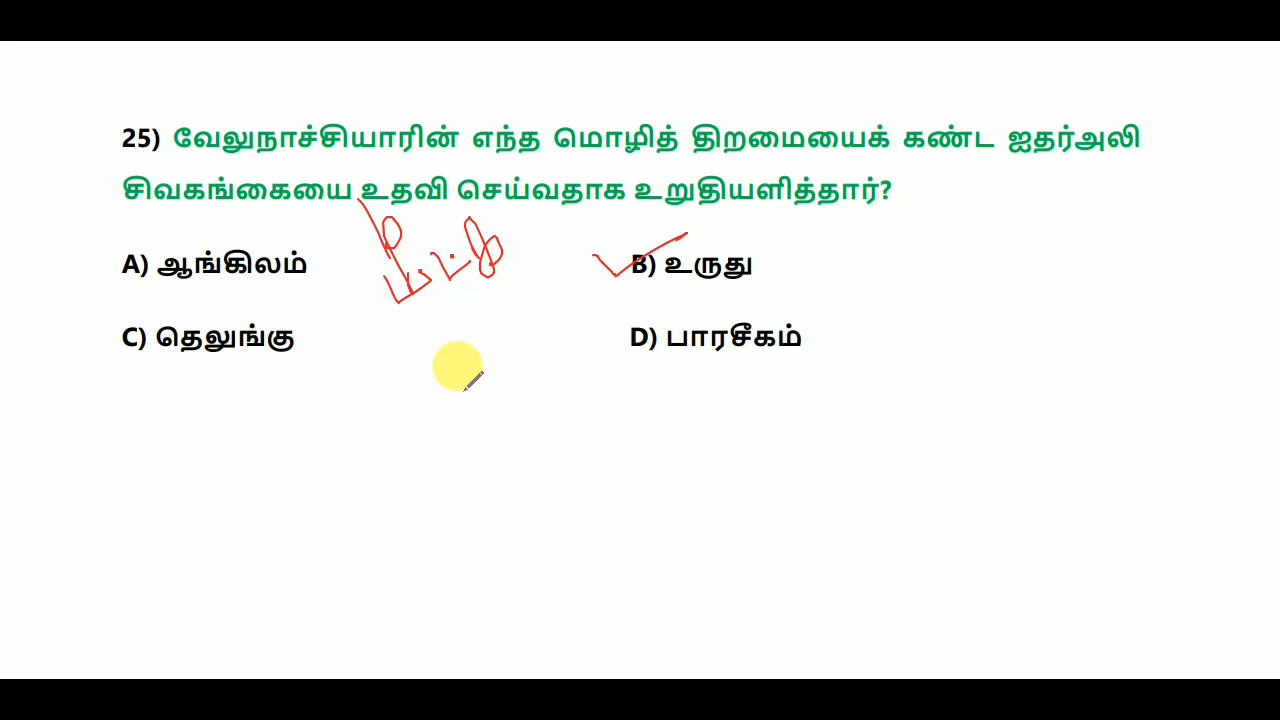 25) வேலுநாச்சியாரின் எந்த மொழித் திறமையைக் கண்ட ஐதர்அலி
சிவகங்கையை உதவி செய்வதாக உறுதியளித்தார்?
A) ஆங்கிலம் B) உருது
C) தெலுங்கு D) பாரசீகம்